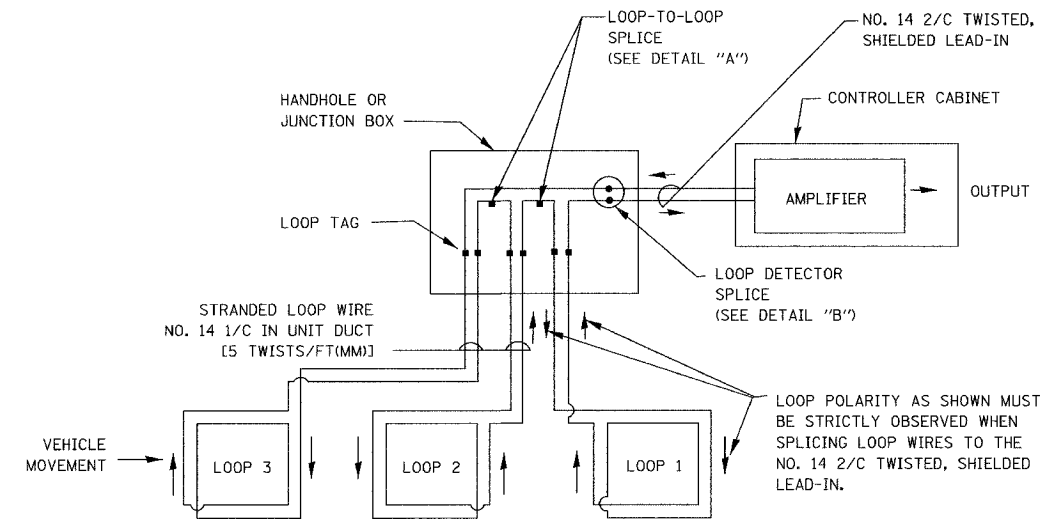 LOOP-TO-LOOP
SPLICE
(SEE DETAIL "A")
NO. 14 2/C TWISTED,
SHIELDED LEAD-IN
HANDHOLE OR
JUNCTION BOX
CONTROLLER CABINET
AMPLIFIER
OUTPUT
LOOP TAG
LOOP DETECTOR
SPLICE
(SEE DETAIL "B")
STRANDED LOOP WIRE
NO. 14 1/C IN UNIT DUCT
[5 TWISTS/FT(MM)]
LOOP POLARITY AS SHOWN MUST
BE STRICTLY OBSERVED WHEN
SPLICING LOOP WIRES TO THE
NO. 14 2/C TWISTED, SHIELDED
LEAD-IN.
VEHICLE
MOVEMENT
LOOP 3
LOOP 2
LOOP 1